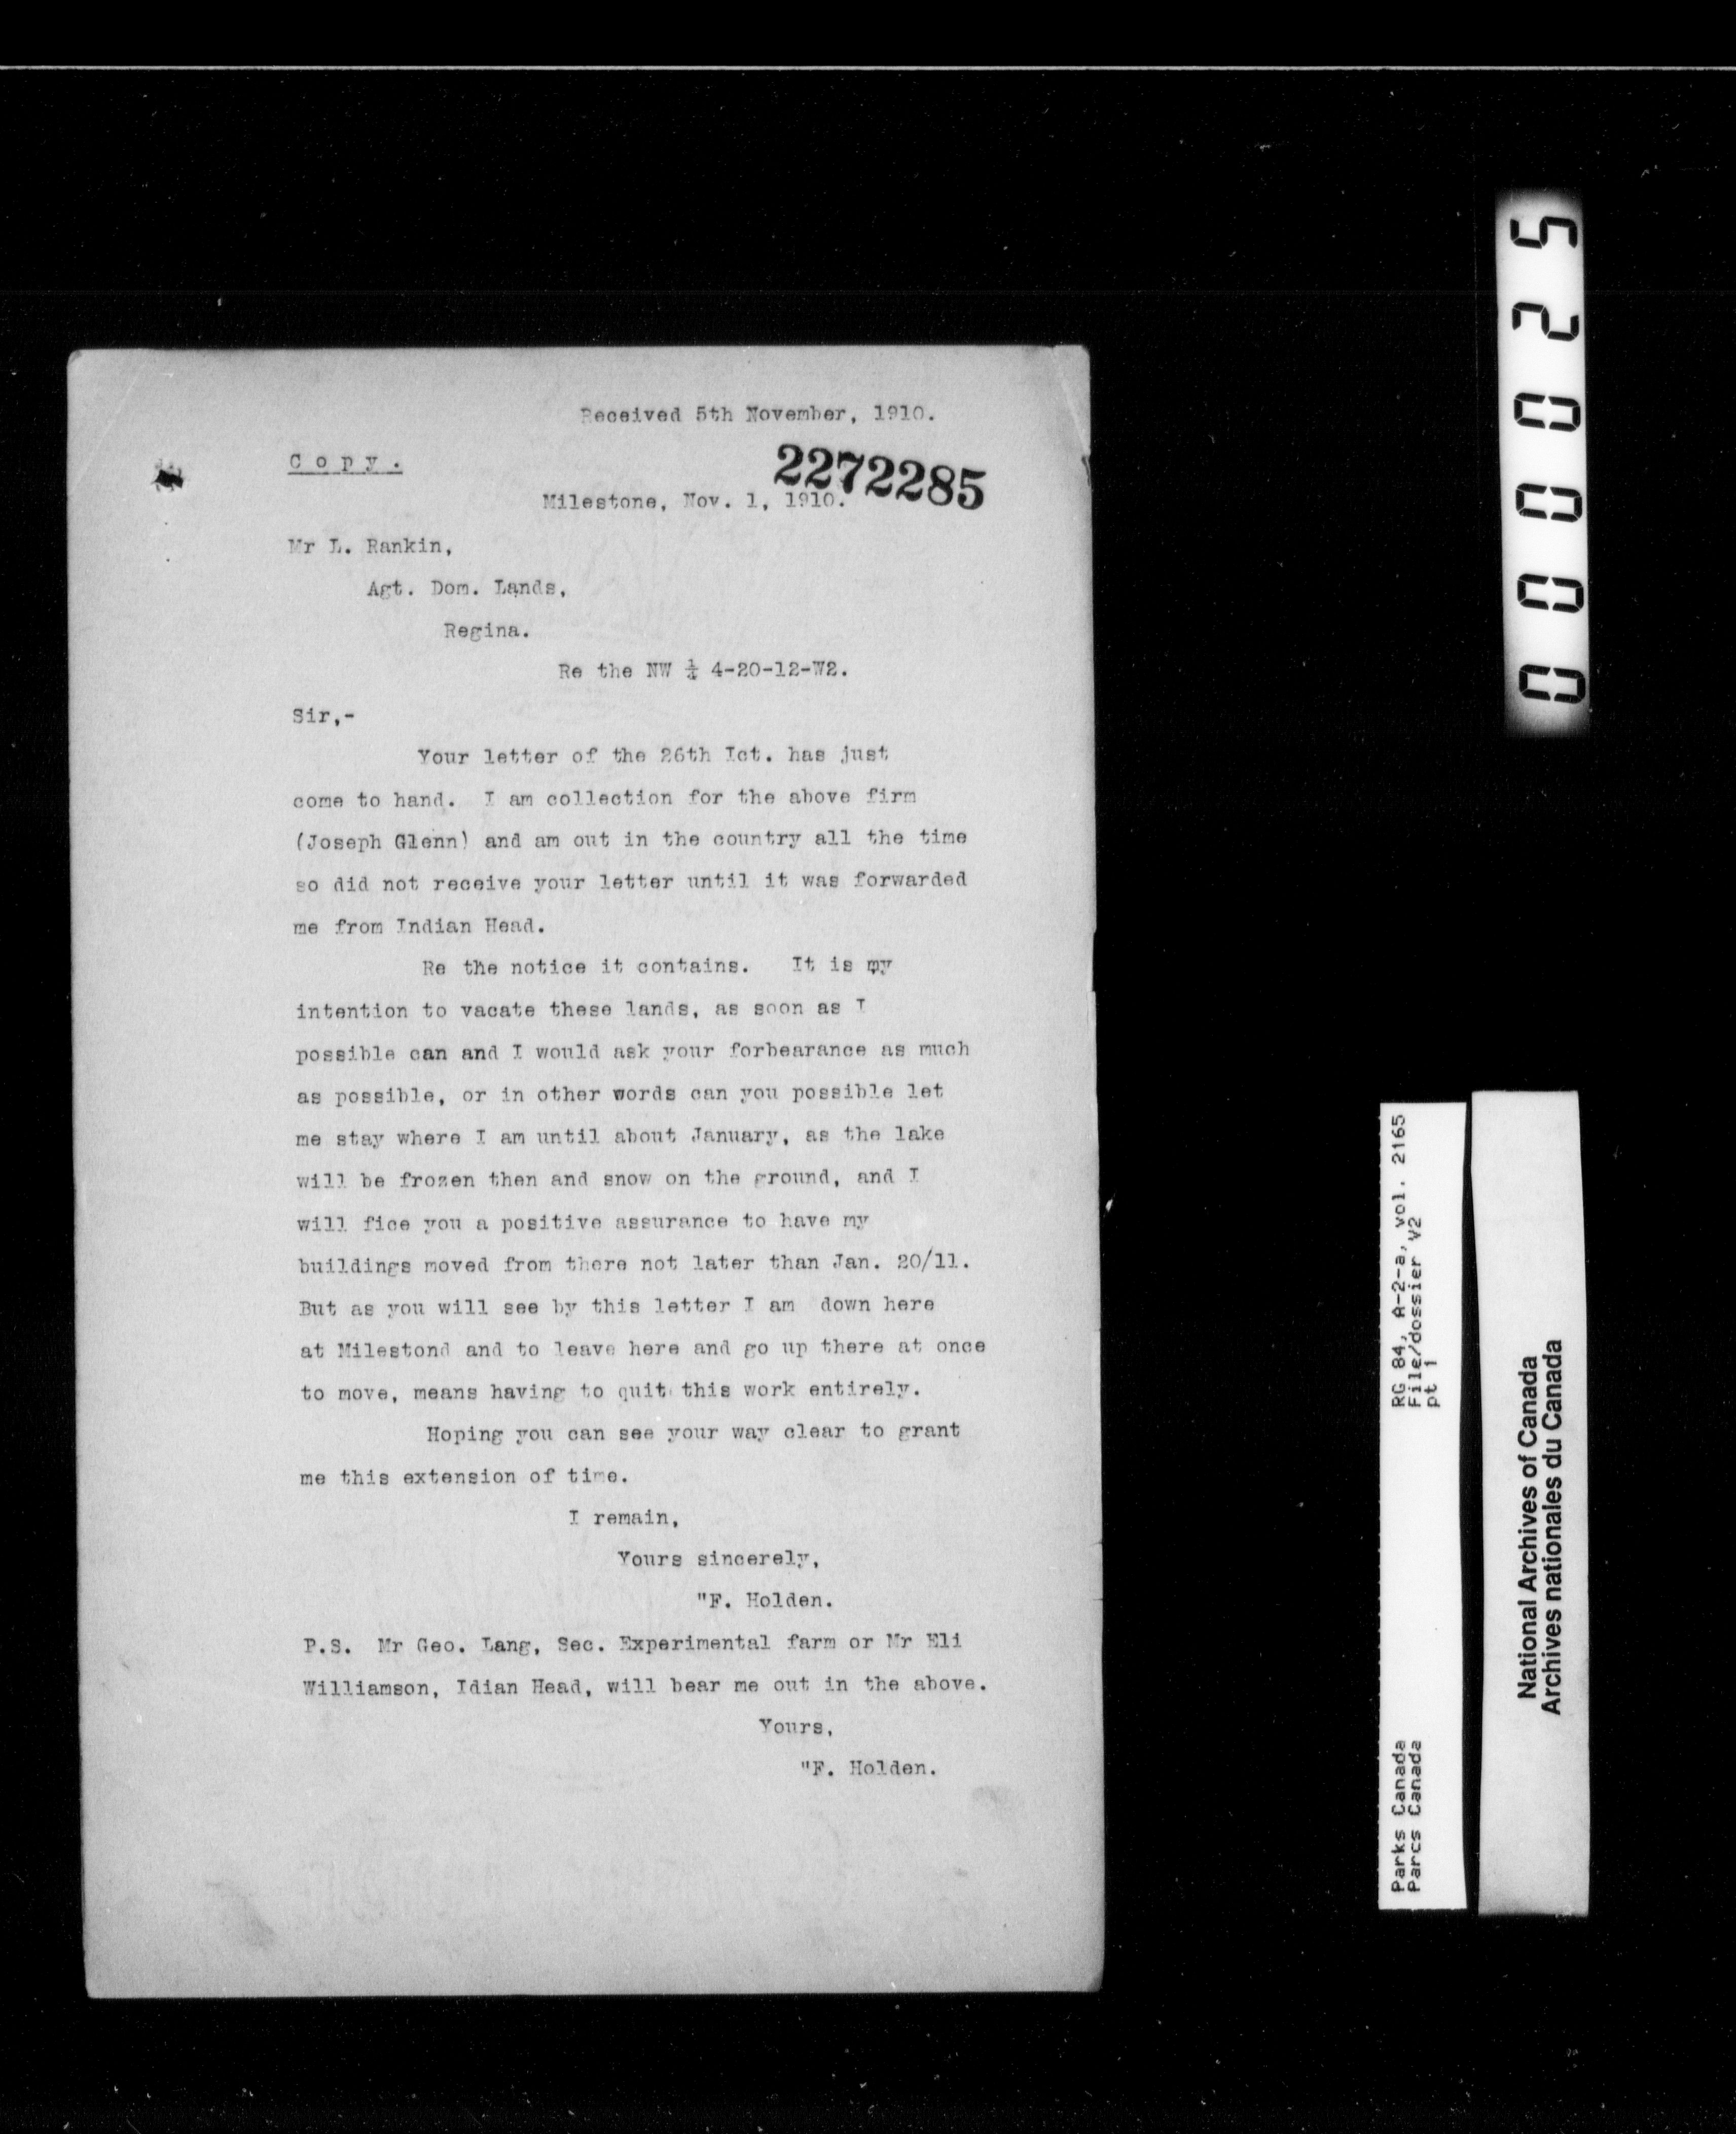 Received 5th November, 1910.
Copy.
2272285
Milestone, Nov. 1, 1910.
Mr L. Rankin,
Agt. Dom. Lands,
Regina.
Re the NW ¼ 4-20-12-W2.
Sir,-
Your letter of the 26th Ict. has just
come to hand. I am collection for the above firm
(Joseph Glenn) and am out in the country all the time
so did not receive your letter until it was forwarded
me from Indian Head.
Re the notice it contains. It is my
intention to vacate these lands, as soon as I
possible can and I would ask your forbearance as much
as possible, or in other words can you possible let
me stay where I am until about January, as the lake
will be frozen then and snow on the ground, and I
will fice you a positive assurance to have my
buildings moved from there not later than Jan. 20/11.
But as you will see by this letter I am down here
at Milestond and to leave here and go up there at once
to move, means having to quit this work entirely.
Hoping you can see your way clear to grant
me this extension of time.
I remain,
Yours sincerely,
"F. Holden.
P.S. Mr Geo. Lang, Sec. Experimental farm or Mr Eli
Williamson, Idian Head, will bear me out in the above.
Yours,
"F. Holden.
000025
RG 84, A-2-a, vol. 2165
File/dossier V2
pt 1
Parks Canada
Parcs Canada
National Archives of Canada
Archives nationales du Canada